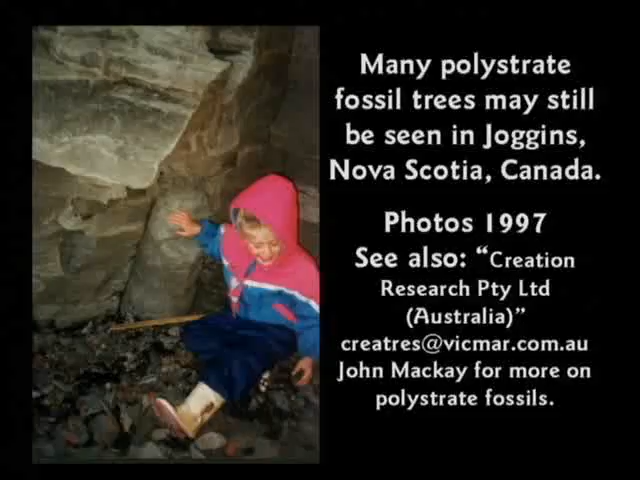 Many polystrate
fossil trees may still
be seen in Joggins,
Nova Scotia, Canada.
Photos 1997
See also: “Creation
Research Pty Ltd
(Australia)”
creatres@vicmar.com.au
John Mackay for more on
polystrate fossils.